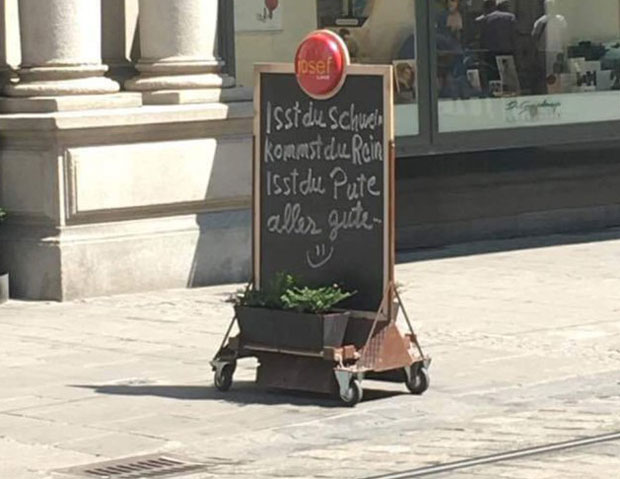 Josef
Isst du Schwein
kommst du Rein
Isst du Pute
alles gute--